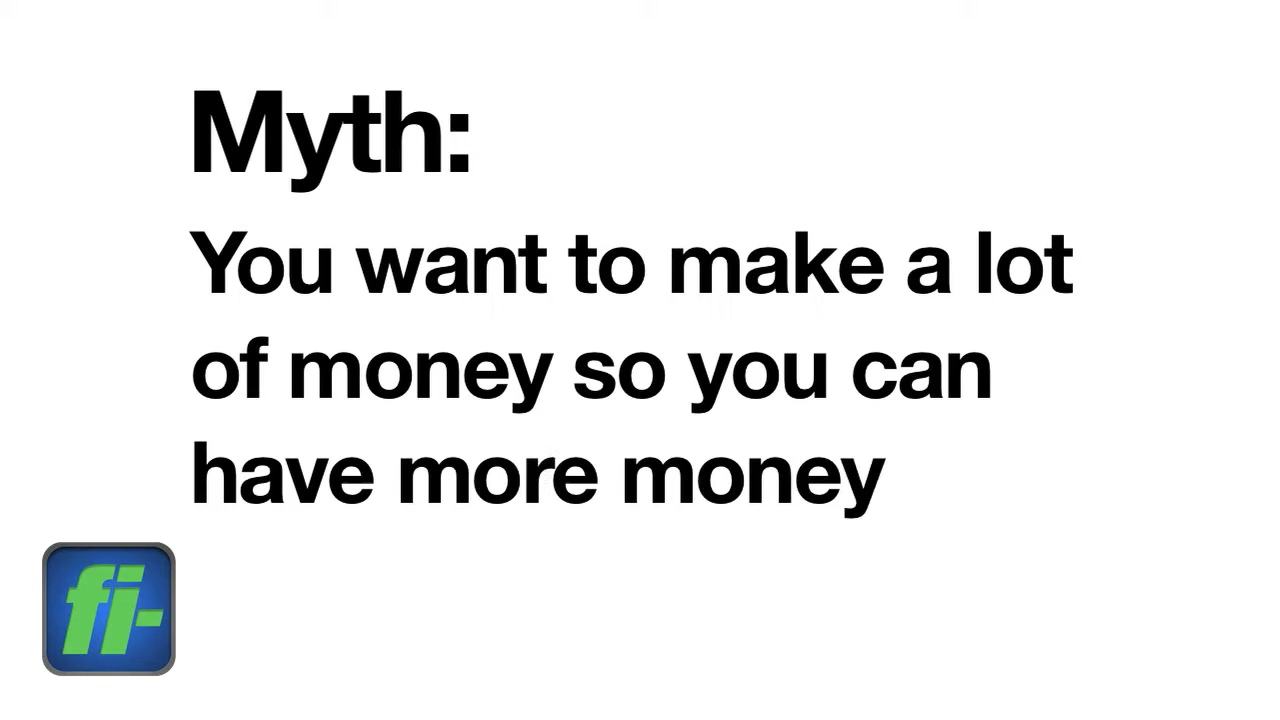 Myth:
You want to make a lot
of money so you can
have more money
fi-